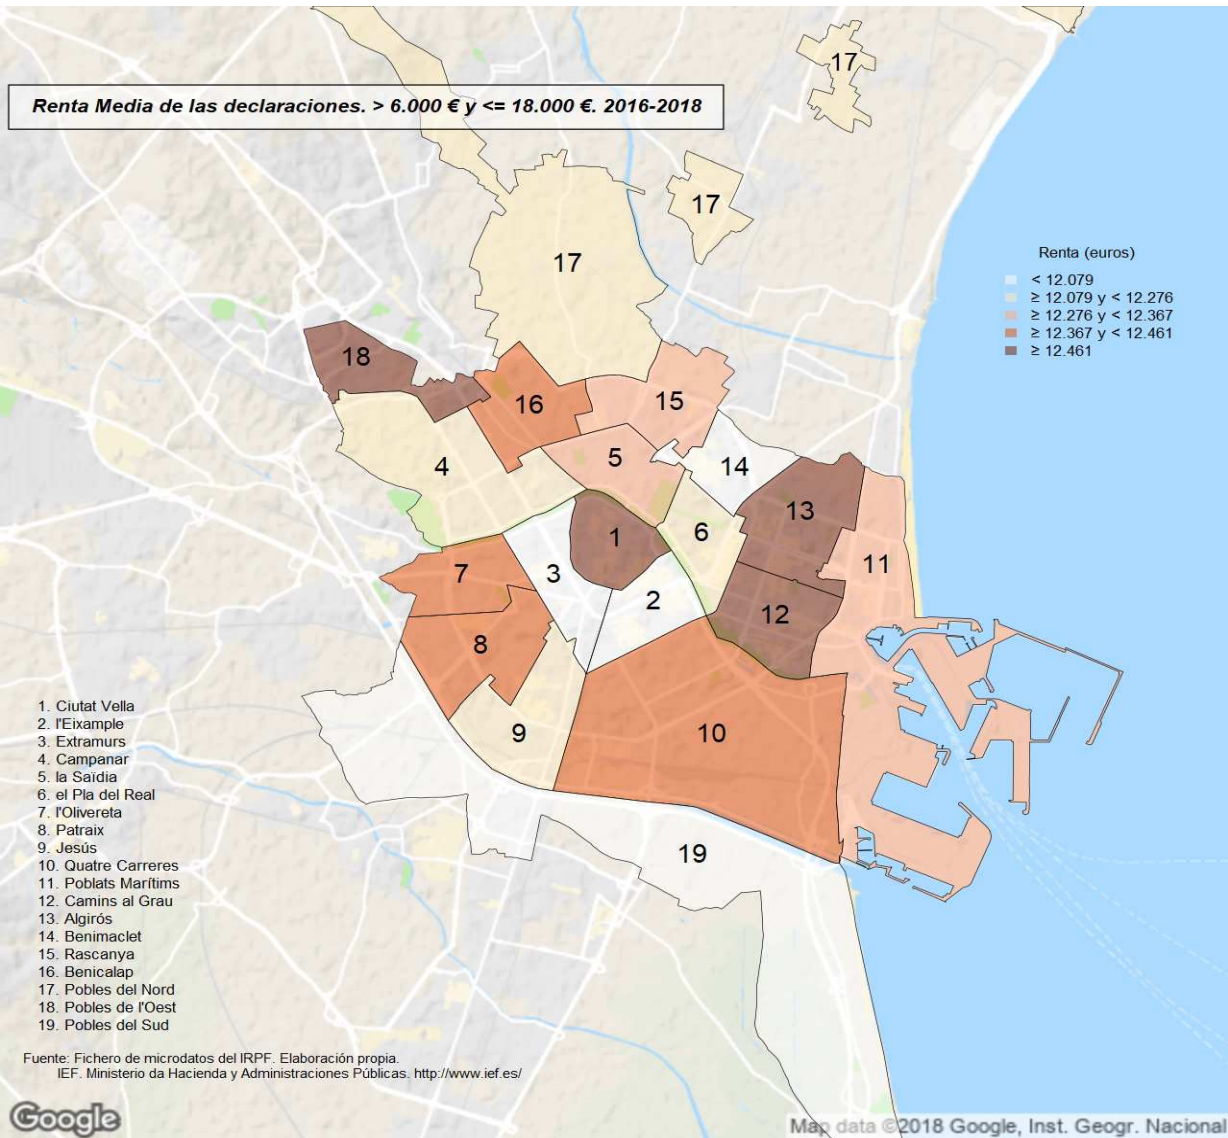 17
Renta Media de las declaraciones. > 6.000 € y <= 18.000 €. 2016-2018
17
17
Renta (euros)
< 12.079
≥ 12.079 y < 12.276
≥ 12.276 y < 12.367
≥ 12.367 y < 12.461
≥ 12.461
18
16
15
4
5
14
13
1
6
11
7
3
2
12
8
9
10
19
1. Ciutat Vella
2. l'Eixample
3. Extramurs
4. Campanar
5. la Saïdia
6. el Pla del Real
7. l'Olivereta
8. Patraix
9. Jesús
10. Quatre Carreres
11. Poblats Marítims
12. Camins al Grau
13. Algirós
14. Benimaclet
15. Rascanya
16. Benicalap
17. Pobles del Nord
18. Pobles de l'Oest
19. Pobles del Sud
Fuente: Fichero de microdatos del IRPF. Elaboración propia.
IEF. Ministerio da Hacienda y Administraciones Públicas. http://www.ief.es/
Google
Map data ©2018 Google, Inst. Geogr. Nacional